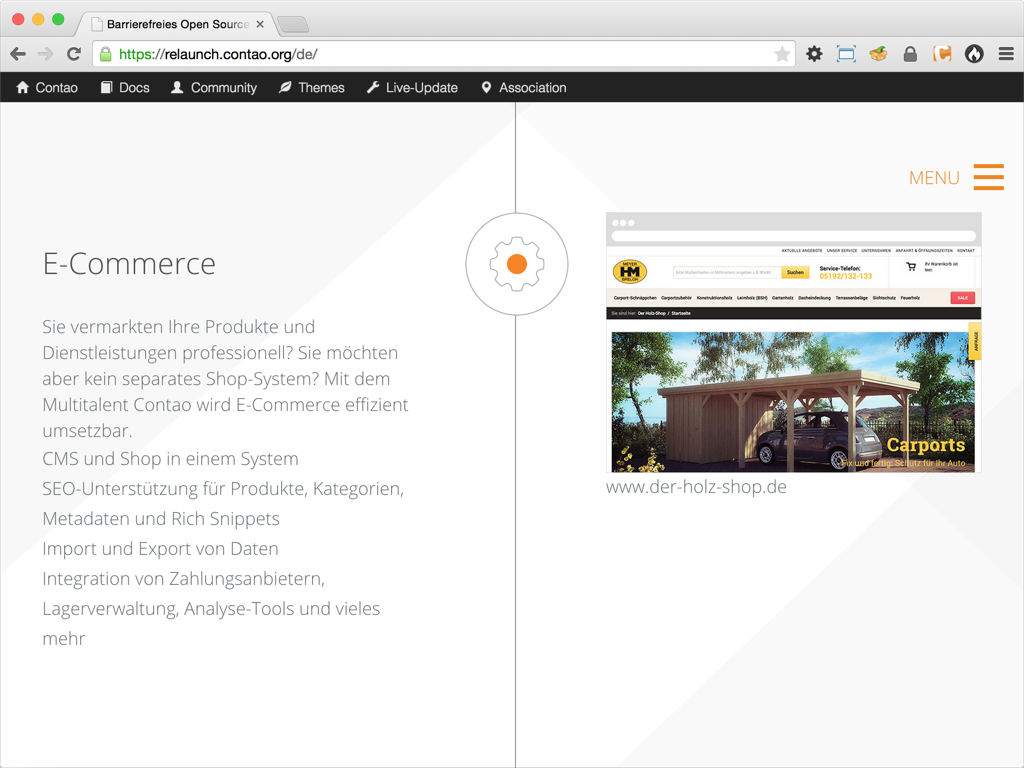 Barrierefreies Open Source
https://relaunch.contao.org/de/
Contao Docs Community Themes Live-Update Association
MENU
E-Commerce
Sie vermarkten Ihre Produkte und
Dienstleistungen professionell? Sie möchten
aber kein separates Shop-System? Mit dem
Multitalent Contao wird E-Commerce effizient
umsetzbar.
CMS und Shop in einem System
SEO-Unterstützung für Produkte, Kategorien,
Metadaten und Rich Snippets
Import und Export von Daten
Integration von Zahlungsanbietern,
Lagerverwaltung, Analyse-Tools und vieles
mehr
AKTUELLE ANGEBOTE UNSER SERVICE UNTERNEHMEN ANFAHRT & ÖFFNUNGSZEITEN KONTAKT
MEYER
HM
BRELOH
Suchen
Service-Telefon:
05192/132-133
Ihr Warenkorb ist
leer.
Carport-Schnäppchen Carportzubehör Konstruktionsholz Leimholz (BSH) Gartenholz Dacheindeckung Terrassenbeläge Sichtschutz Feuerholz SALE
Sie sind hier: Der Holz-Shop / Startseite
ANFRAGE
Carports
Fix und fertig: Schutz für Ihr Auto
www.der-holz-shop.de